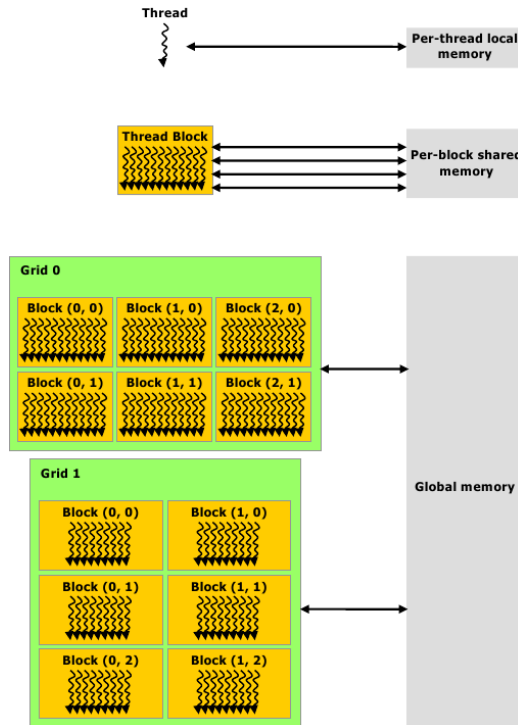 Thread
Per-thread local
memory
Thread Block
Per-block shared
memory
Grid 0
Block (0, 0)
Block (1, 0)
Block (2, 0)
Block (0, 1)
Block (1, 1)
Block (2, 1)
Grid 1
Block (0, 0)
Block (1, 0)
Block (0, 1)
Block (1, 1)
Block (0, 2)
Block (1, 2)
Global memory